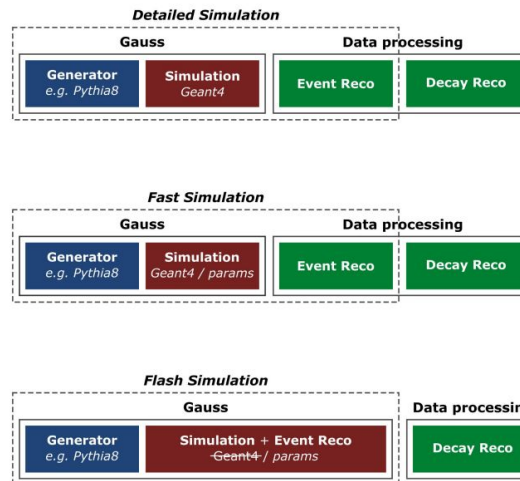 Detailed Simulation
Gauss Data processing
Generator Simulation Event Reco Decay Reco
e.g. Pythia8 Geant4
Fast Simulation
Gauss Data processing
Generator Simulation Event Reco Decay Reco
e.g. Pythia8 Geant4 / params
Flash Simulation
Gauss Data processin
Generator Simulation + Event Reco Decay Reco
e.g. Pythia8 Geant4 / params